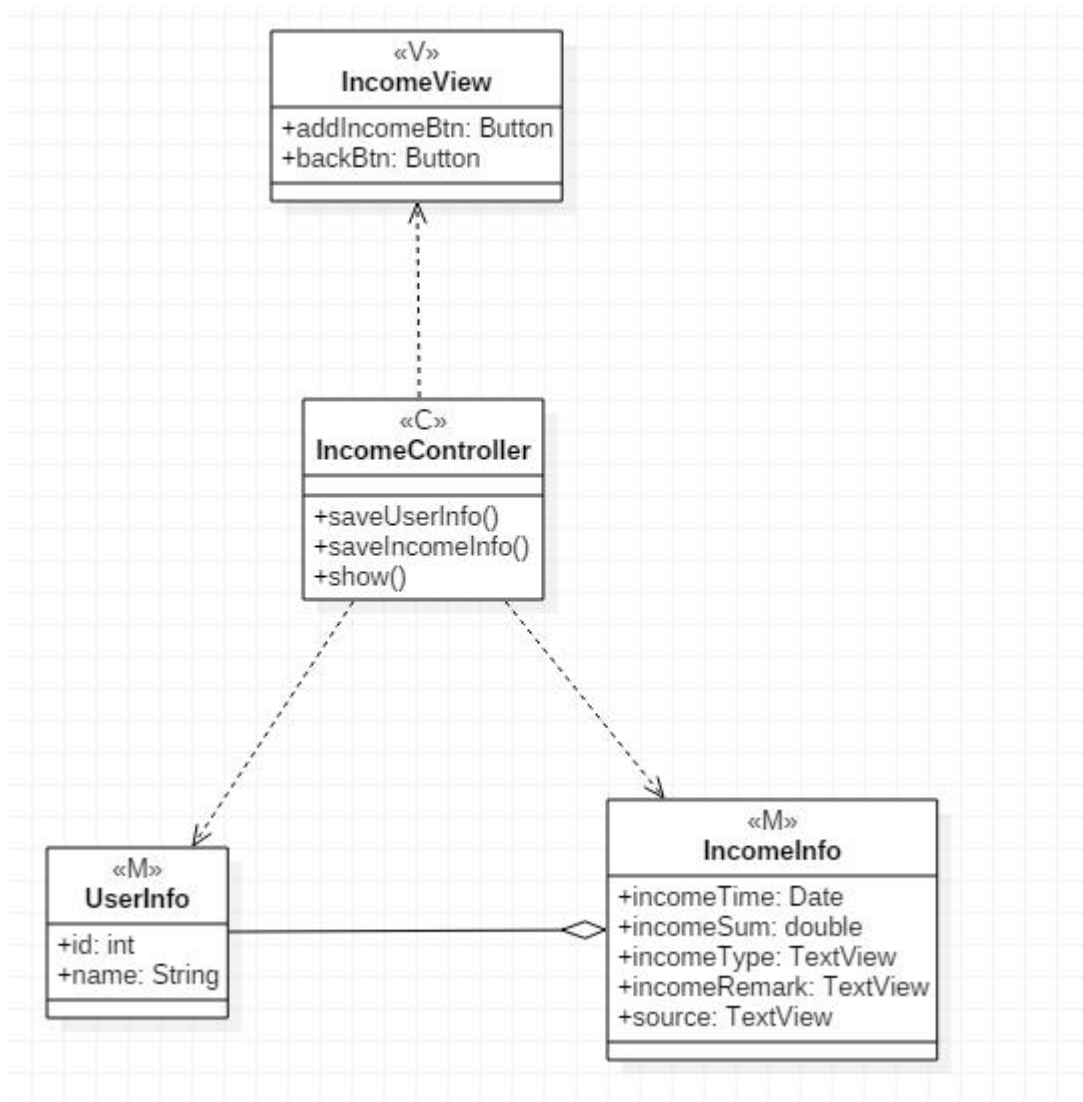 «V»
IncomeView
+addIncomeBtn: Button
+backBtn: Button
«C»
IncomeController
+saveUserInfo()
+saveIncomeInfo()
+show()
«M»
UserInfo
+id: int
+name: String
«M»
IncomeInfo
+incomeTime: Date
+incomeSum: double
+incomeType: TextView
+incomeRemark: TextView
+source: TextView